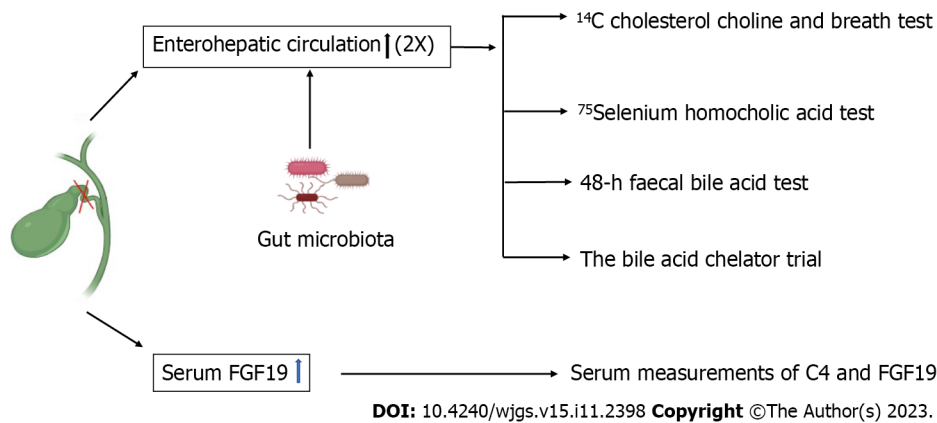 ¹⁴C cholesterol choline and breath test
Enterohepatic circulation (2X)
⁷⁵Selenium homocholic acid test
48-h faecal bile acid test
Gut microbiota
The bile acid chelator trial
Serum FGF19
Serum measurements of C4 and FGF19
DOI: 10.4240/wjgs.v15.i11.2398 Copyright ©The Author(s) 2023.